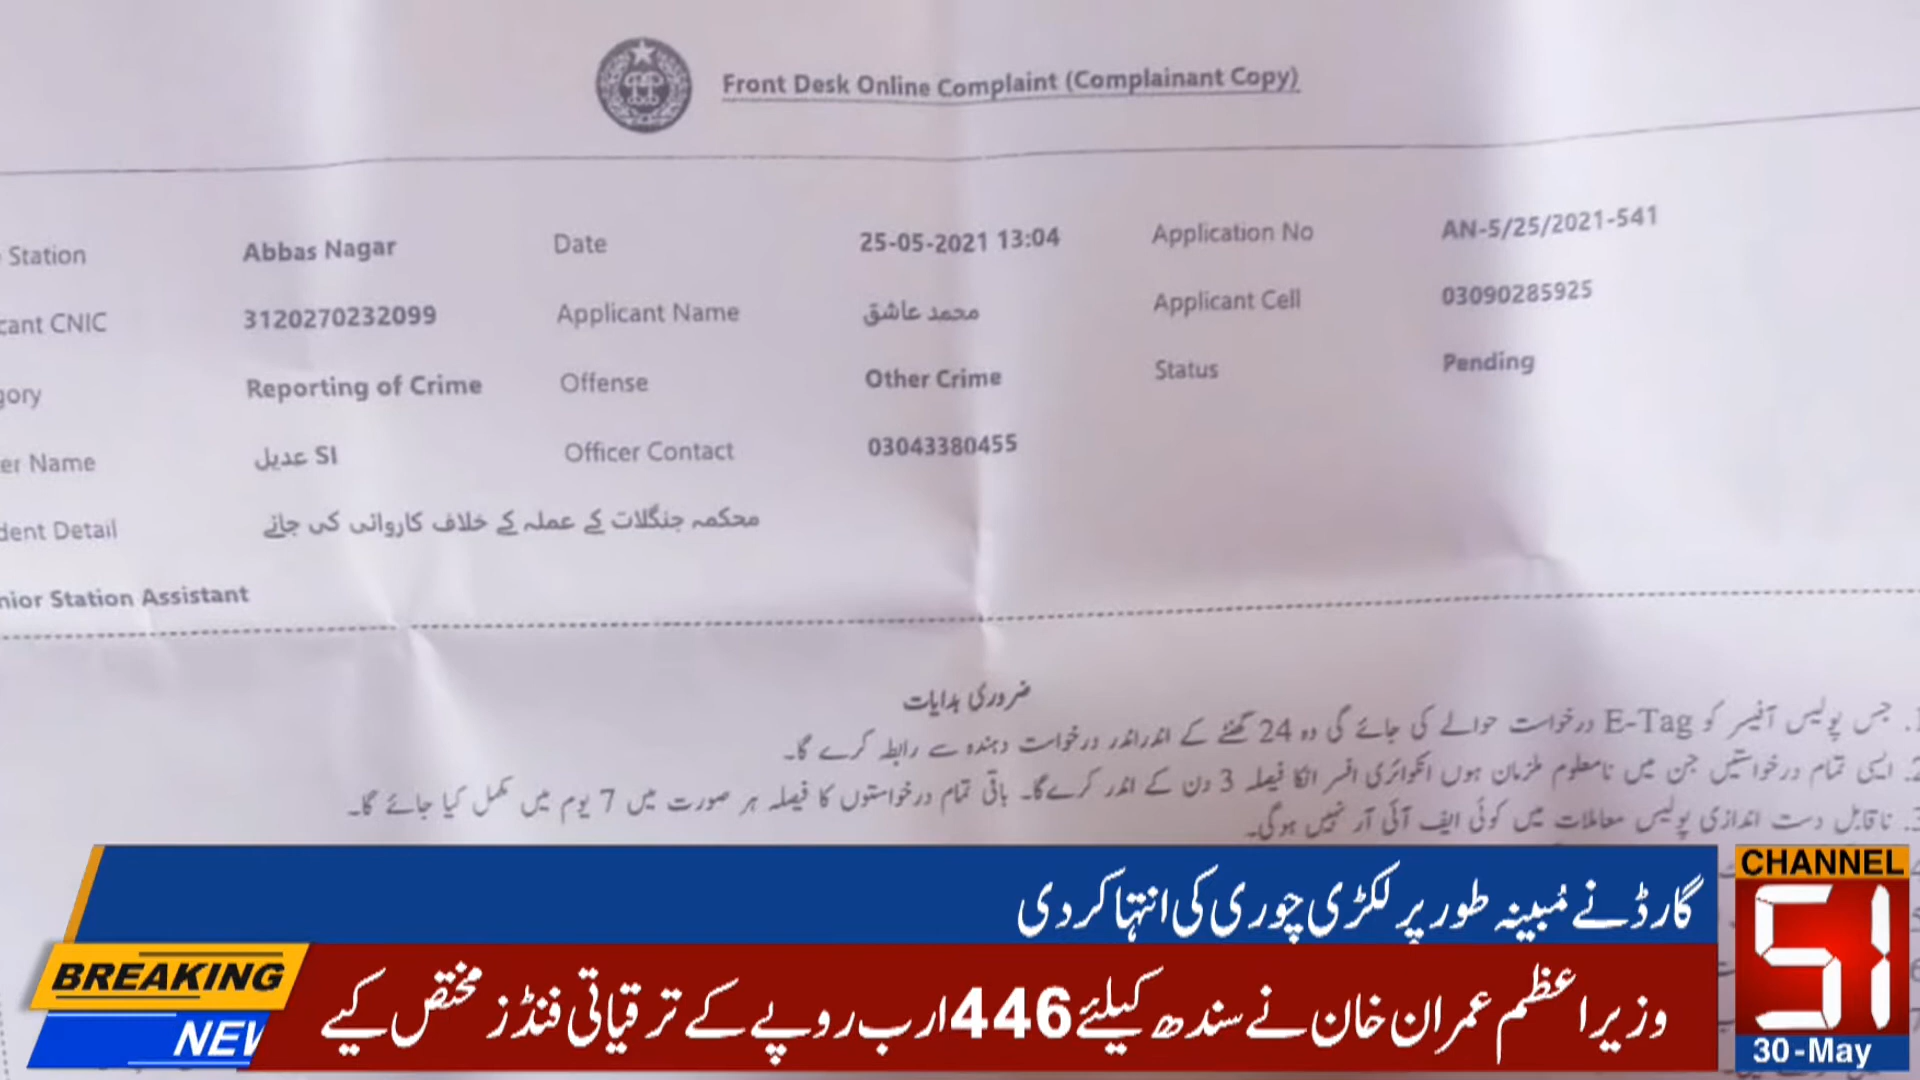 Front Desk Online Complaint (Complainant Copy)
Station Abbas Nagar Date 25-05-2021 13:04 Application No AN-5/25/2021-541
CNIC 3120270232099 Applicant Name محمد عاشق Applicant Cell 03090285925
Reporting of Crime Offense Other Crime Status Pending
Name عدیل SI Officer Contact 03043380455
Detail محکمہ جنگلات کے عملہ کے خلاف کاروائی کی جائے
Station Assistant
ضروری ہدایات
1. جس پولیس آفیسر کو E-Tag درخواست حوالے کی جائے گی وہ 24 گھنٹے کے اندراندر درخواست دہندہ سے رابطہ کرے گا۔
2. ایسی تمام درخواستیں جن میں نامعلوم ملزمان ہوں انکوائری افسر انکا فیصلہ 3 دن کے اندر کرےگا۔ باقی تمام درخواستوں کا فیصلہ ہر صورت میں 7 یوم میں مکمل کیا جائے گا۔
3. ناقابل دست اندازی پولیس معاملات میں کوئی ایف آئی آر نہیں ہوگی۔
گارڈ نے مُبینہ طور پر لکڑی چوری کی انتہا کر دی
BREAKING
NEW
وزیراعظم عمران خان نے سندھ کیلئے 446 ارب روپے کے ترقیاتی فنڈز مختص کیے
CHANNEL
51
30-May